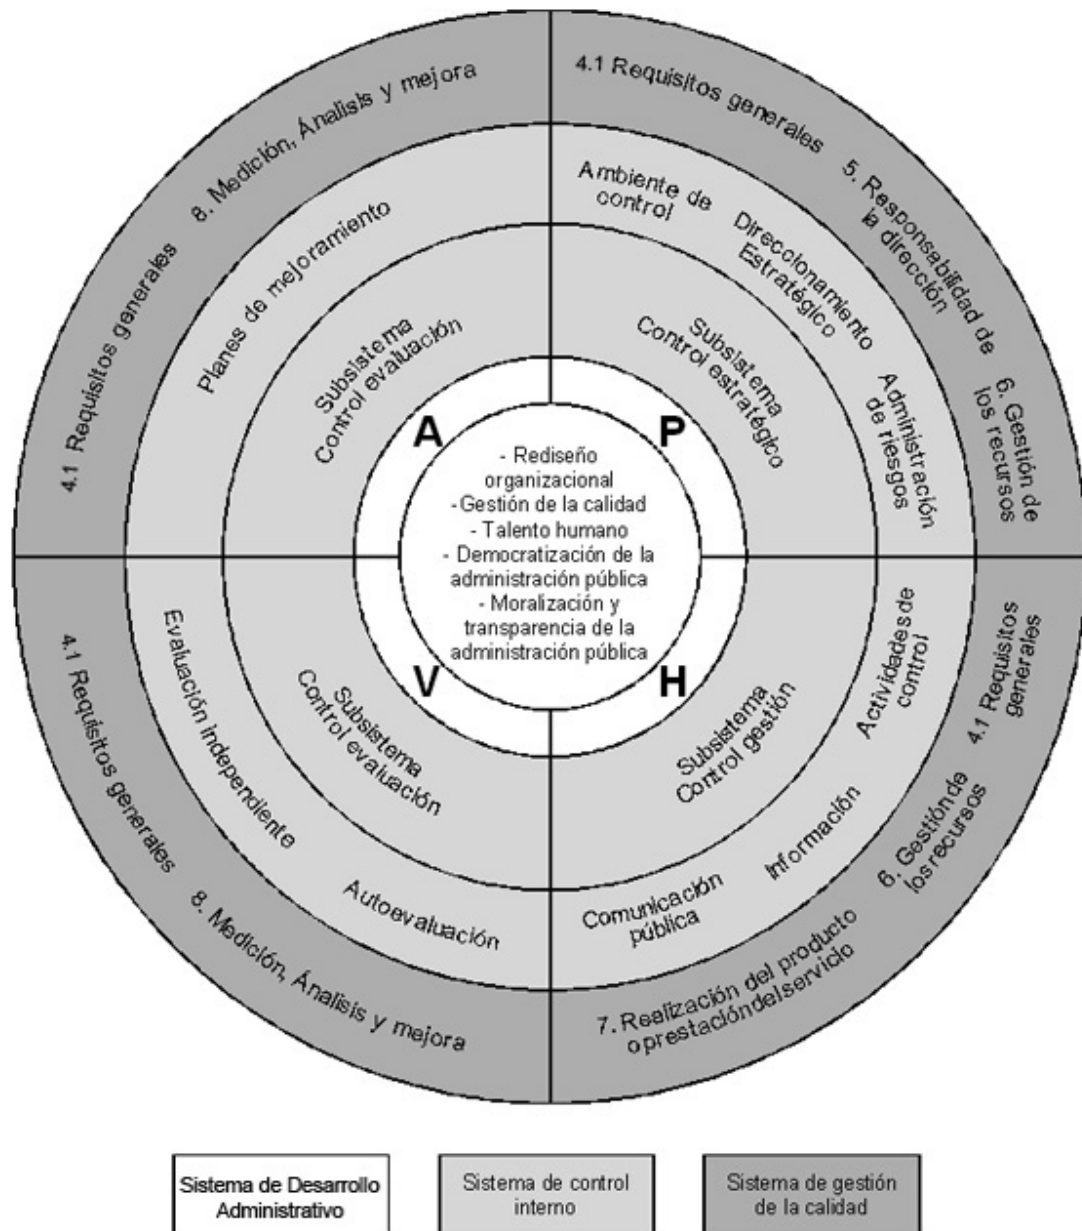 8. Medición, Ánalisis y mejora
4.1 Requisitos generales
4.1 Requisitos generales
5. Responsabilidad de
la dirección
6. Gestión de
los recursos
Planes de mejoramiento
Ambiente de
control
Direccionamiento
Estratégico
Administración
de riesgos
Subsistema
Control evaluación
Subsistema
Control estratégico
A
P
- Rediseño
organizacional
-Gestión de la calidad
- Talento humano
- Democratización de la
administración pública
- Moralización y
transparencia de la
administración pública
V
H
Subsistema
Control evaluación
Subsistema
Control gestión
Evaluación independiente
Autoevaluación
Actividades de
control
Información
Comunicación
pública
4.1 Requisitos generales
8. Medición, Ánalisis y mejora
4.1 Requisitos
generales
6. Gestión de
los recursos
7. Realización del producto
o prestación del servicio
Sistema de Desarrollo
Administrativo
Sistema de control
interno
Sistema de gestión
de la calidad